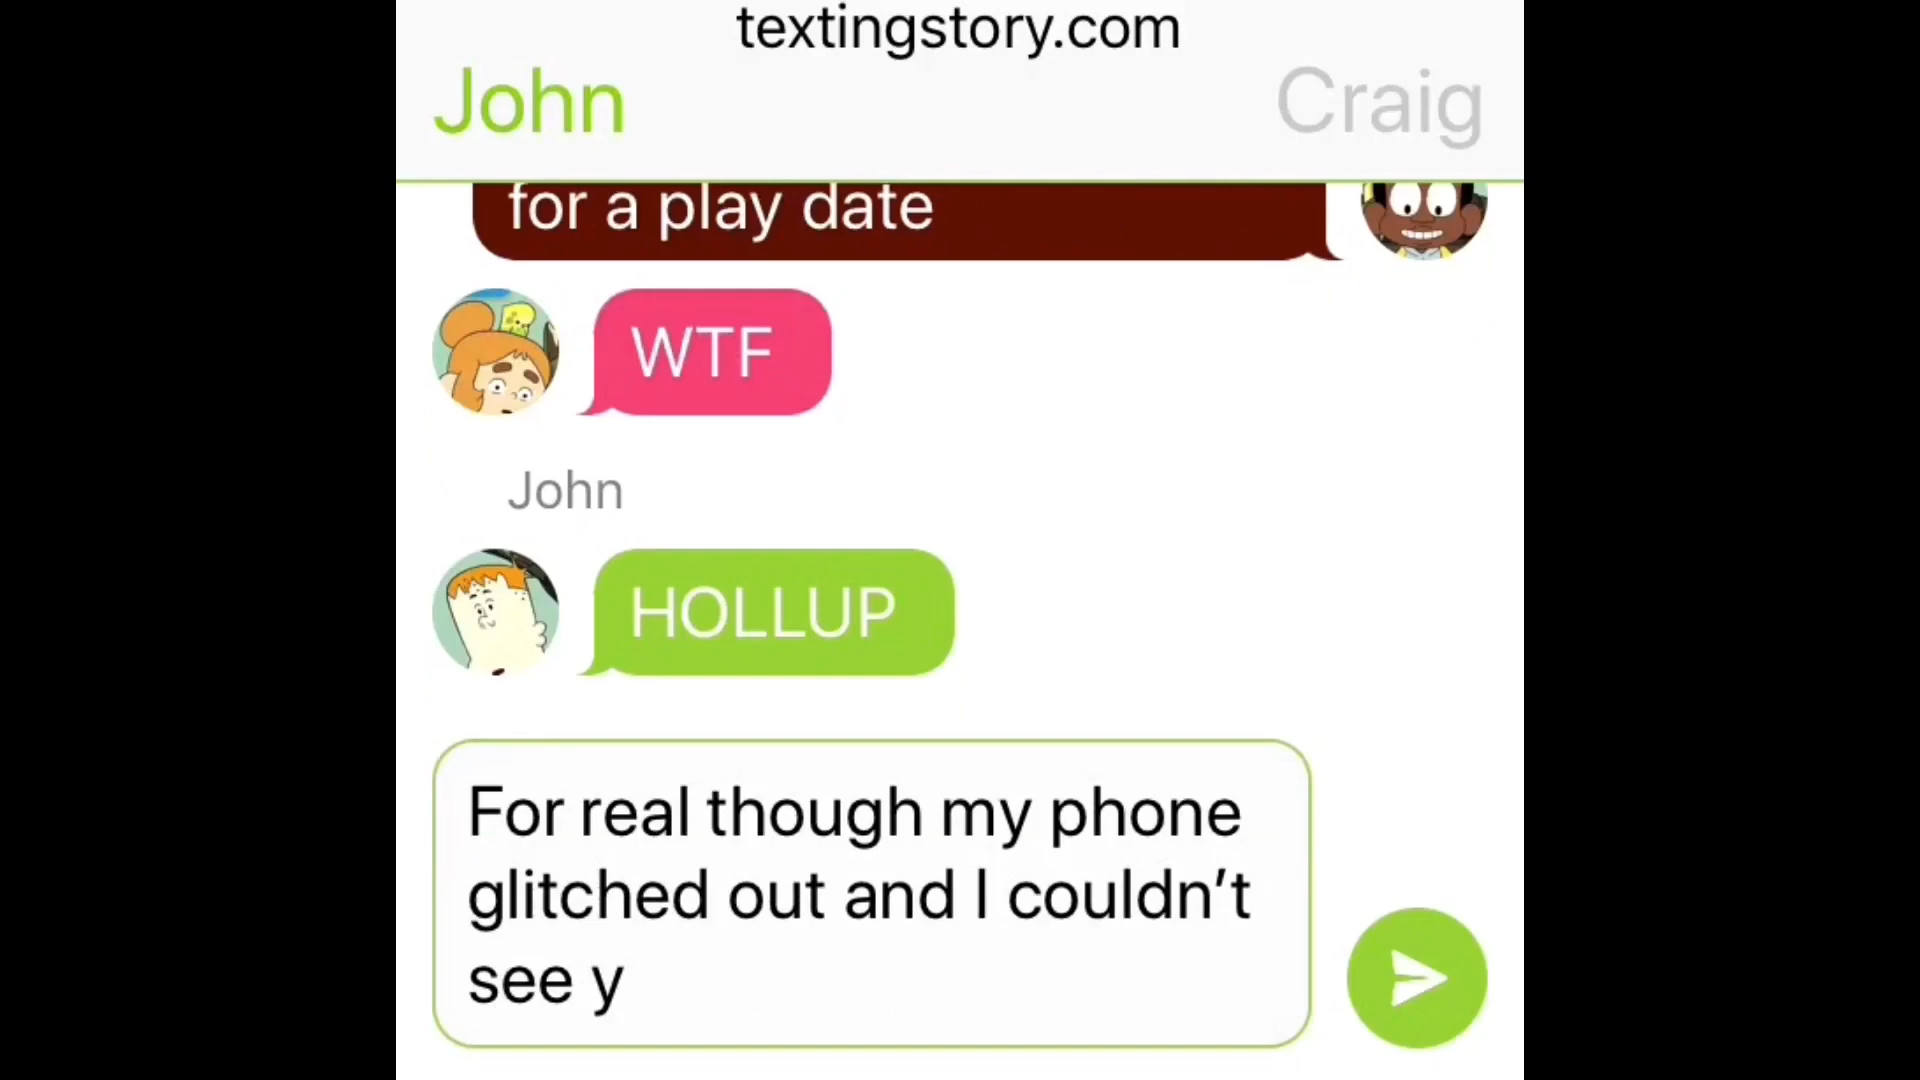 textingstory.com
John
Craig
for a play date
WTF
John
HOLLUP
For real though my phone
glitched out and I couldn’t
see y